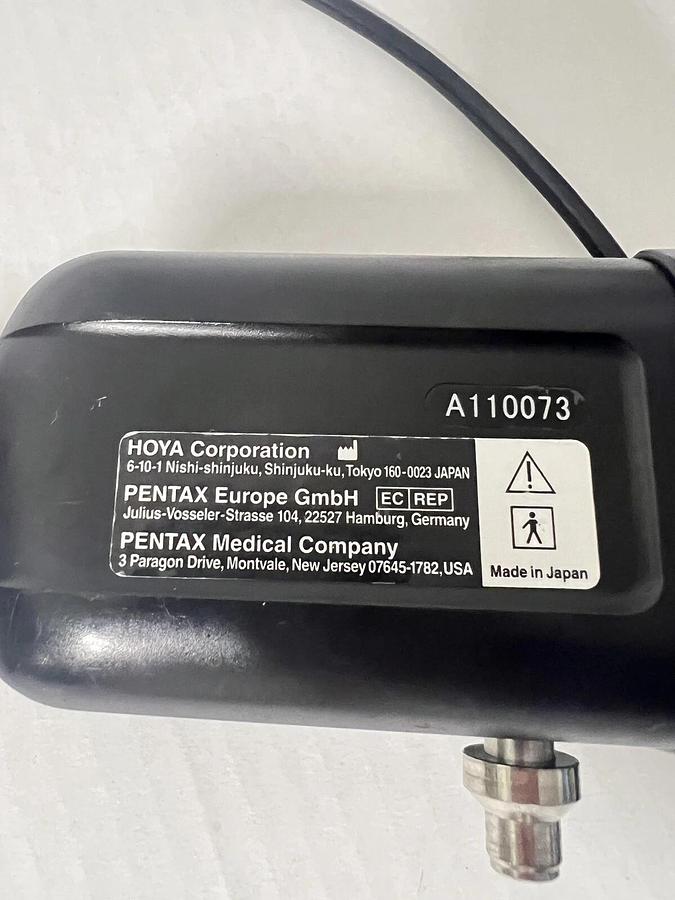 A110073
HOYA Corporation
6-10-1 Nishi-shinjuku, Shinjuku-ku, Tokyo 160-0023 JAPAN
PENTAX Europe GmbH EC REP
Julius-Vosseler-Strasse 104, 22527 Hamburg, Germany
PENTAX Medical Company
3 Paragon Drive, Montvale, New Jersey 07645-1782, USA
Made in Japan